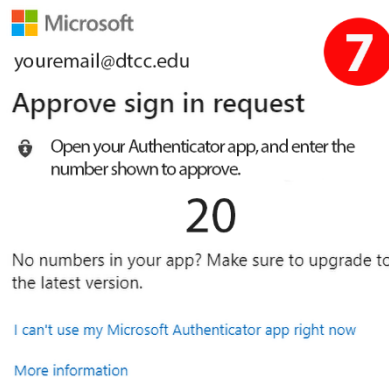 Microsoft
7
youremail@dtcc.edu
Approve sign in request
Open your Authenticator app, and enter the
number shown to approve.
20
No numbers in your app? Make sure to upgrade to
the latest version.
I can't use my Microsoft Authenticator app right now
More information